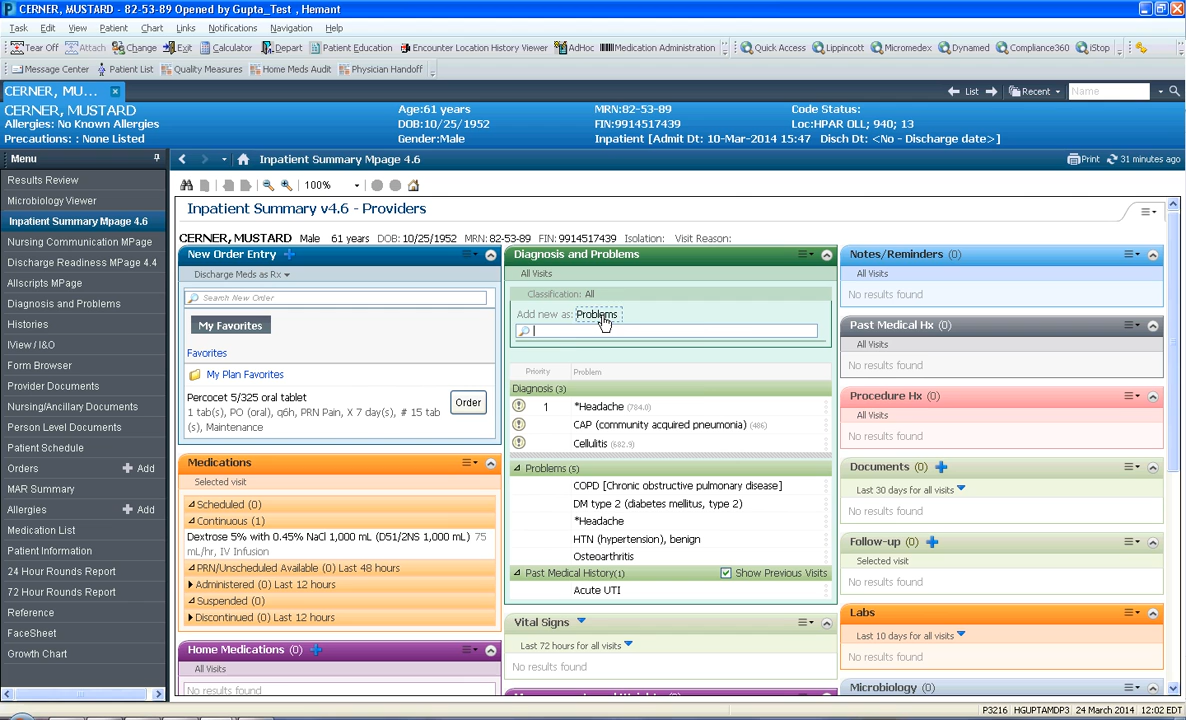 CERNER, MUSTARD - 82-53-89 Opened by Gupta_Test , Hemant
Task Edit View Patient Chart Links Notifications Navigation Help
Tear Off Attach Change Exit Calculator Depart Patient Education Encounter Location History Viewer AdHoc Medication Administration Quick Access Lippincott Micromedex Dynamed Compliance360 iStop
Message Center Patient List Quality Measures Home Meds Audit Physician Handoff
CERNER, MU... List Recent Name
CERNER, MUSTARD Age:61 years MRN:82-53-89 Code Status:
Allergies: No Known Allergies DOB:10/25/1952 FIN:9914517439 Loc:HPAR OLL; 940; 13
Precautions: : None Listed Gender:Male Inpatient [Admit Dt: 10-Mar-2014 15:47 Disch Dt: <No - Discharge date>]
Menu
Results Review
Microbiology Viewer
Inpatient Summary Mpage 4.6
Nursing Communication MPage
Discharge Readiness MPage 4.4
Allscripts MPage
Diagnosis and Problems
Histories
IView / I&O
Form Browser
Provider Documents
Nursing/Ancillary Documents
Person Level Documents
Patient Schedule
Orders Add
MAR Summary
Allergies Add
Medication List
Patient Information
24 Hour Rounds Report
72 Hour Rounds Report
Reference
FaceSheet
Growth Chart
Inpatient Summary Mpage 4.6 Print 31 minutes ago
100%
Inpatient Summary v4.6 - Providers
CERNER, MUSTARD Male 61 years DOB: 10/25/1952 MRN: 82-53-89 FIN: 9914517439 Isolation: Visit Reason:
New Order Entry
Discharge Meds as Rx
Search New Order
My Favorites
Favorites
My Plan Favorites
Percocet 5/325 oral tablet
1 tab(s), PO (oral), q6h, PRN Pain, X 7 day(s), # 15 tab
(s), Maintenance
Order
Medications
Selected visit
Scheduled (0)
Continuous (1)
Dextrose 5% with 0.45% NaCl 1,000 mL (D51/2NS 1,000 mL) 75
mL/hr, IV Infusion
PRN/Unscheduled Available (0) Last 48 hours
Administered (0) Last 12 hours
Suspended (0)
Discontinued (0) Last 12 hours
Home Medications (0)
All Visits
No results found
Diagnosis and Problems
All Visits
Classification: All
Add new as: Problems
Priority Problem
Diagnosis (3)
1 *Headache (784.0)
CAP (community acquired pneumonia) (486)
Cellulitis (682.9)
Problems (5)
COPD [Chronic obstructive pulmonary disease]
DM type 2 (diabetes mellitus, type 2)
*Headache
HTN (hypertension), benign
Osteoarthritis
Past Medical History(1) Show Previous Visits
Acute UTI
Vital Signs
Last 72 hours for all visits
No results found
Notes/Reminders (0)
All Visits
No results found
Past Medical Hx (0)
All Visits
No results found
Procedure Hx (0)
All Visits
No results found
Documents (0)
Last 30 days for all visits
No results found
Follow-up (0)
Selected visit
No results found
Labs
Last 10 days for all visits
No results found
Microbiology (0)
P3216 HGUPTAMDP3 24 March 2014 12:02 EDT